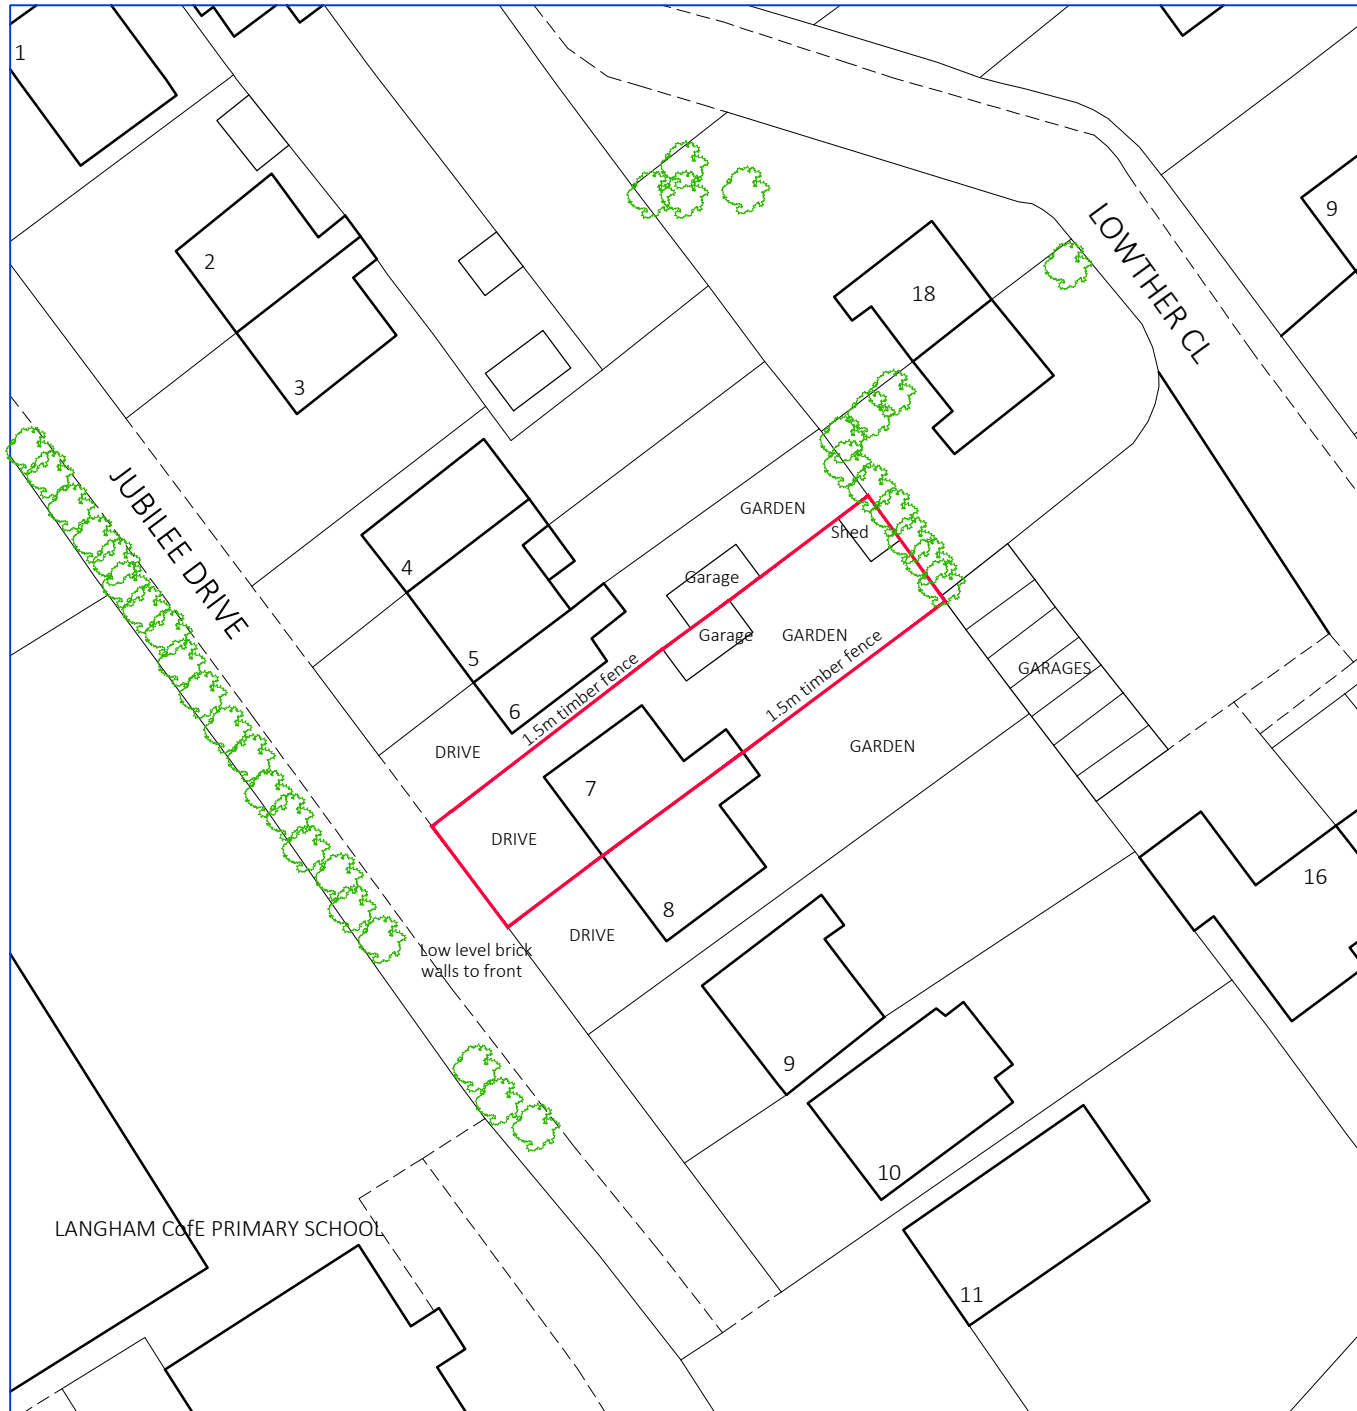 1
2
3
9
LOWTHER CL
18
JUBILEE DRIVE
GARDEN
Shed
4
Garage
Garage
GARDEN
5
1.5m timber fence
1.5m timber fence
GARAGES
6
DRIVE
GARDEN
7
DRIVE
16
8
DRIVE
Low level brick
walls to front
9
10
LANGHAM CofE PRIMARY SCHOOL
11